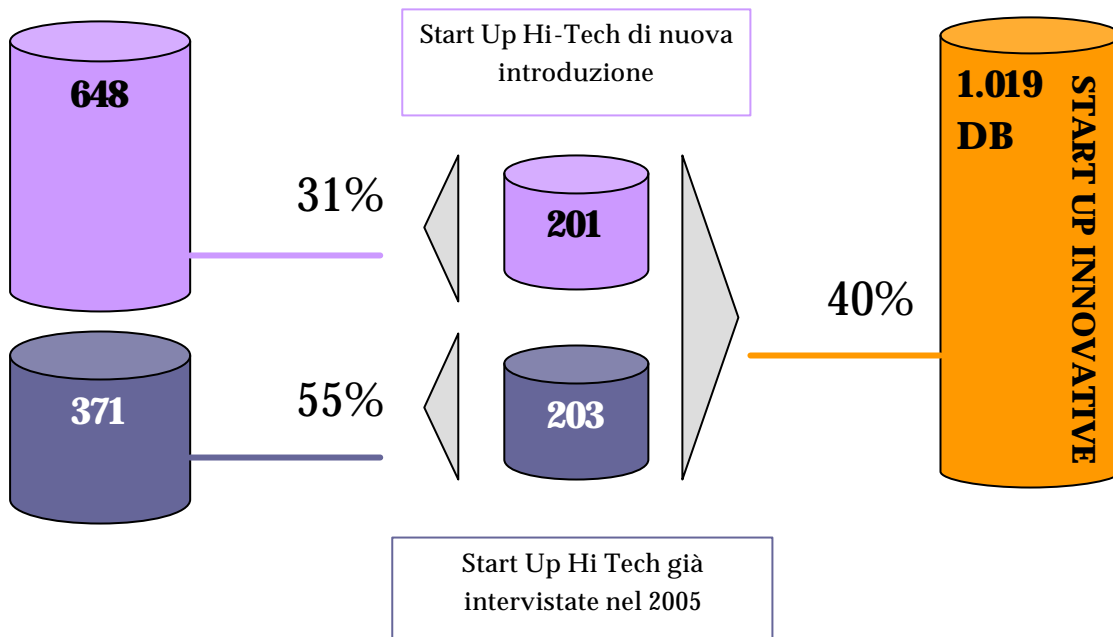 648
Start Up Hi-Tech di nuova
introduzione
1.019
DB
START UP INNOVATIVE
31%
201
40%
371
55%
203
Start Up Hi Tech già
intervistate nel 2005